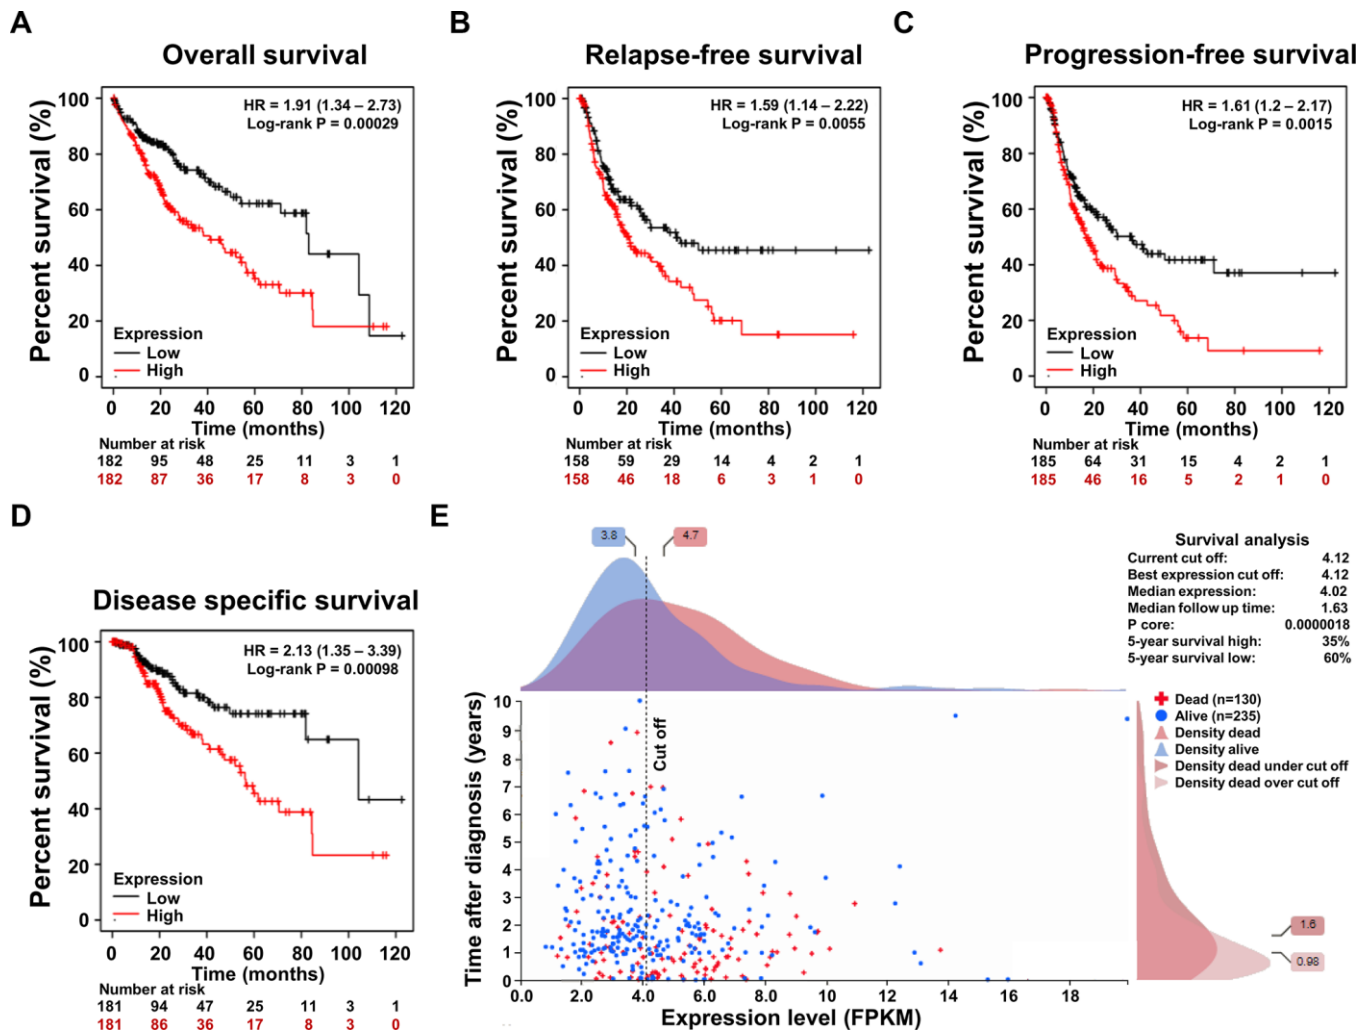 A
Overall survival
HR = 1.91 (1.34 – 2.73)
Log-rank P = 0.00029
Percent survival (%)
100
80
60
40
20
0
Expression
Low
High
0 20 40 60 80 100 120
Time (months)
Number at risk
182 95 48 25 11 3 1
182 87 36 17 8 3 0
B
Relapse-free survival
HR = 1.59 (1.14 – 2.22)
Log-rank P = 0.0055
Percent survival (%)
100
80
60
40
20
0
Expression
Low
High
0 20 40 60 80 100 120
Time (months)
Number at risk
158 59 29 14 4 2 1
158 46 18 6 3 1 0
C
Progression-free survival
HR = 1.61 (1.2 – 2.17)
Log-rank P = 0.0015
Percent survival (%)
100
80
60
40
20
0
Expression
Low
High
0 20 40 60 80 100 120
Time (months)
Number at risk
185 64 31 15 4 2 1
185 46 16 5 2 1 0
D
Disease specific survival
HR = 2.13 (1.35 – 3.39)
Log-rank P = 0.00098
Percent survival (%)
100
80
60
40
20
0
Expression
Low
High
0 20 40 60 80 100 120
Time (months)
Number at risk
181 94 47 25 11 3 1
181 86 36 17 8 3 0
E
3.8 4.7
Cut off
Time after diagnosis (years)
10
9
8
7
6
5
4
3
2
1
0
0.0 2.0 4.0 6.0 8.0 10 12 14 16 18
Expression level (FPKM)
Survival analysis
Current cut off: 4.12
Best expression cut off: 4.12
Median expression: 4.02
Median follow up time: 1.63
P core: 0.0000018
5-year survival high: 35%
5-year survival low: 60%
Dead (n=130)
Alive (n=235)
Density dead
Density alive
Density dead under cut off
Density dead over cut off
1.6
0.98